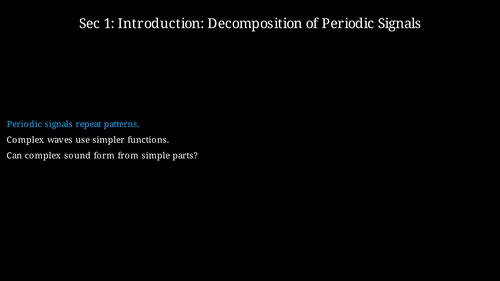 Sec 1: Introduction: Decomposition of Periodic Signals
Periodic signals repeat patterns.
Complex waves use simpler functions.
Can complex sound form from simple parts?